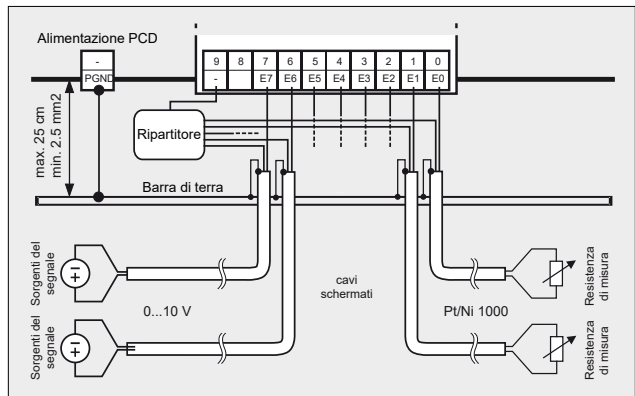 Alimentazione PCD
-
PGND
9 8 7 6 5 4 3 2 1 0
- E7 E6 E5 E4 E3 E2 E1 E0
max. 25 cm
min. 2.5 mm2
Ripartitore
Barra di terra
Sorgenti del
segnale
0...10 V
cavi
schermati
Pt/Ni 1000
Resistenza
di misura
Sorgenti del
segnale
Resistenza
di misura